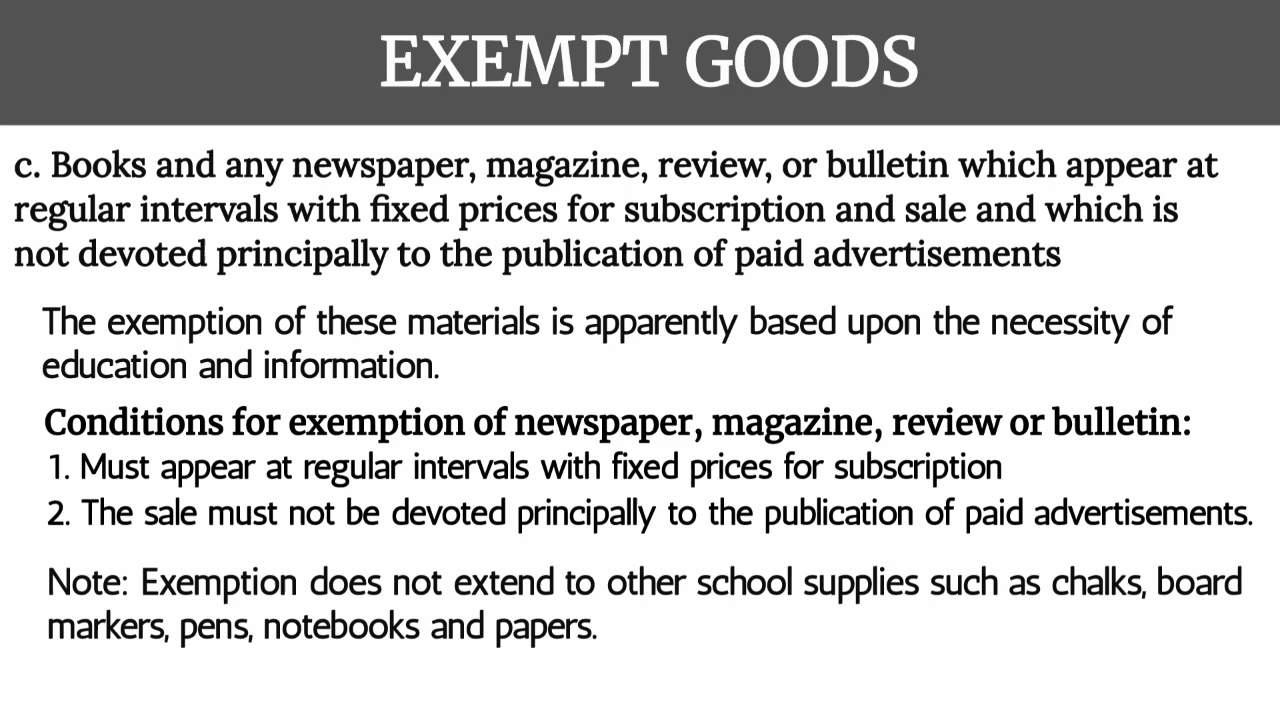 EXEMPT GOODS
c. Books and any newspaper, magazine, review, or bulletin which appear at
regular intervals with fixed prices for subscription and sale and which is
not devoted principally to the publication of paid advertisements
The exemption of these materials is apparently based upon the necessity of
education and information.
Conditions for exemption of newspaper, magazine, review or bulletin:
1. Must appear at regular intervals with fixed prices for subscription
2. The sale must not be devoted principally to the publication of paid advertisements.
Note: Exemption does not extend to other school supplies such as chalks, board
markers, pens, notebooks and papers.